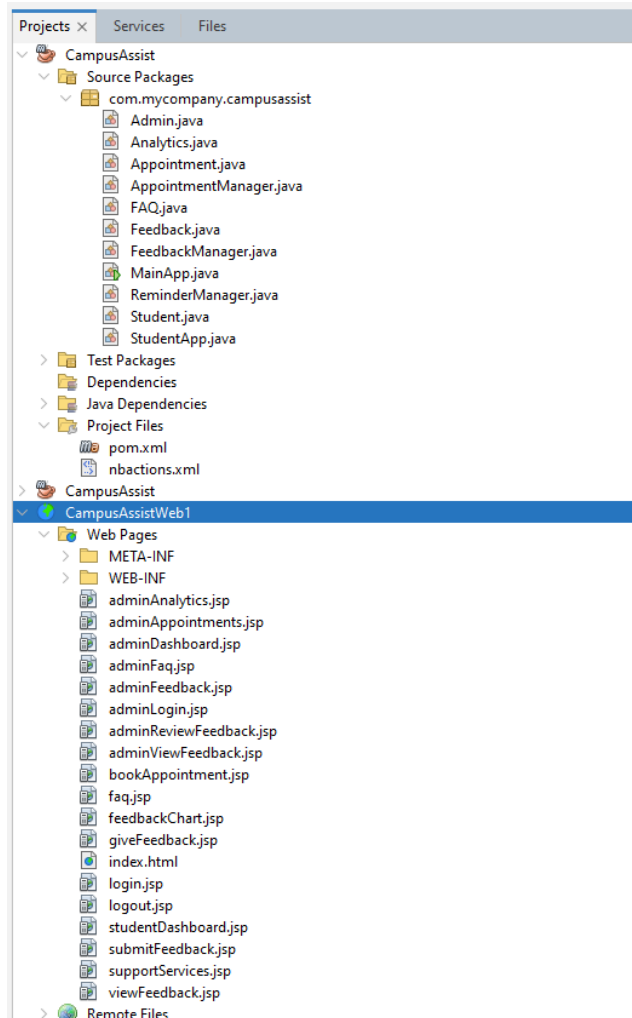 Projects × Services Files
CampusAssist
Source Packages
com.mycompany.campusassist
Admin.java
Analytics.java
Appointment.java
AppointmentManager.java
FAQ.java
Feedback.java
FeedbackManager.java
MainApp.java
ReminderManager.java
Student.java
StudentApp.java
Test Packages
Dependencies
Java Dependencies
Project Files
pom.xml
nbactions.xml
CampusAssist
CampusAssistWeb1
Web Pages
META-INF
WEB-INF
adminAnalytics.jsp
adminAppointments.jsp
adminDashboard.jsp
adminFaq.jsp
adminFeedback.jsp
adminLogin.jsp
adminReviewFeedback.jsp
adminViewFeedback.jsp
bookAppointment.jsp
faq.jsp
feedbackChart.jsp
giveFeedback.jsp
index.html
login.jsp
logout.jsp
studentDashboard.jsp
submitFeedback.jsp
supportServices.jsp
viewFeedback.jsp
Remote Files